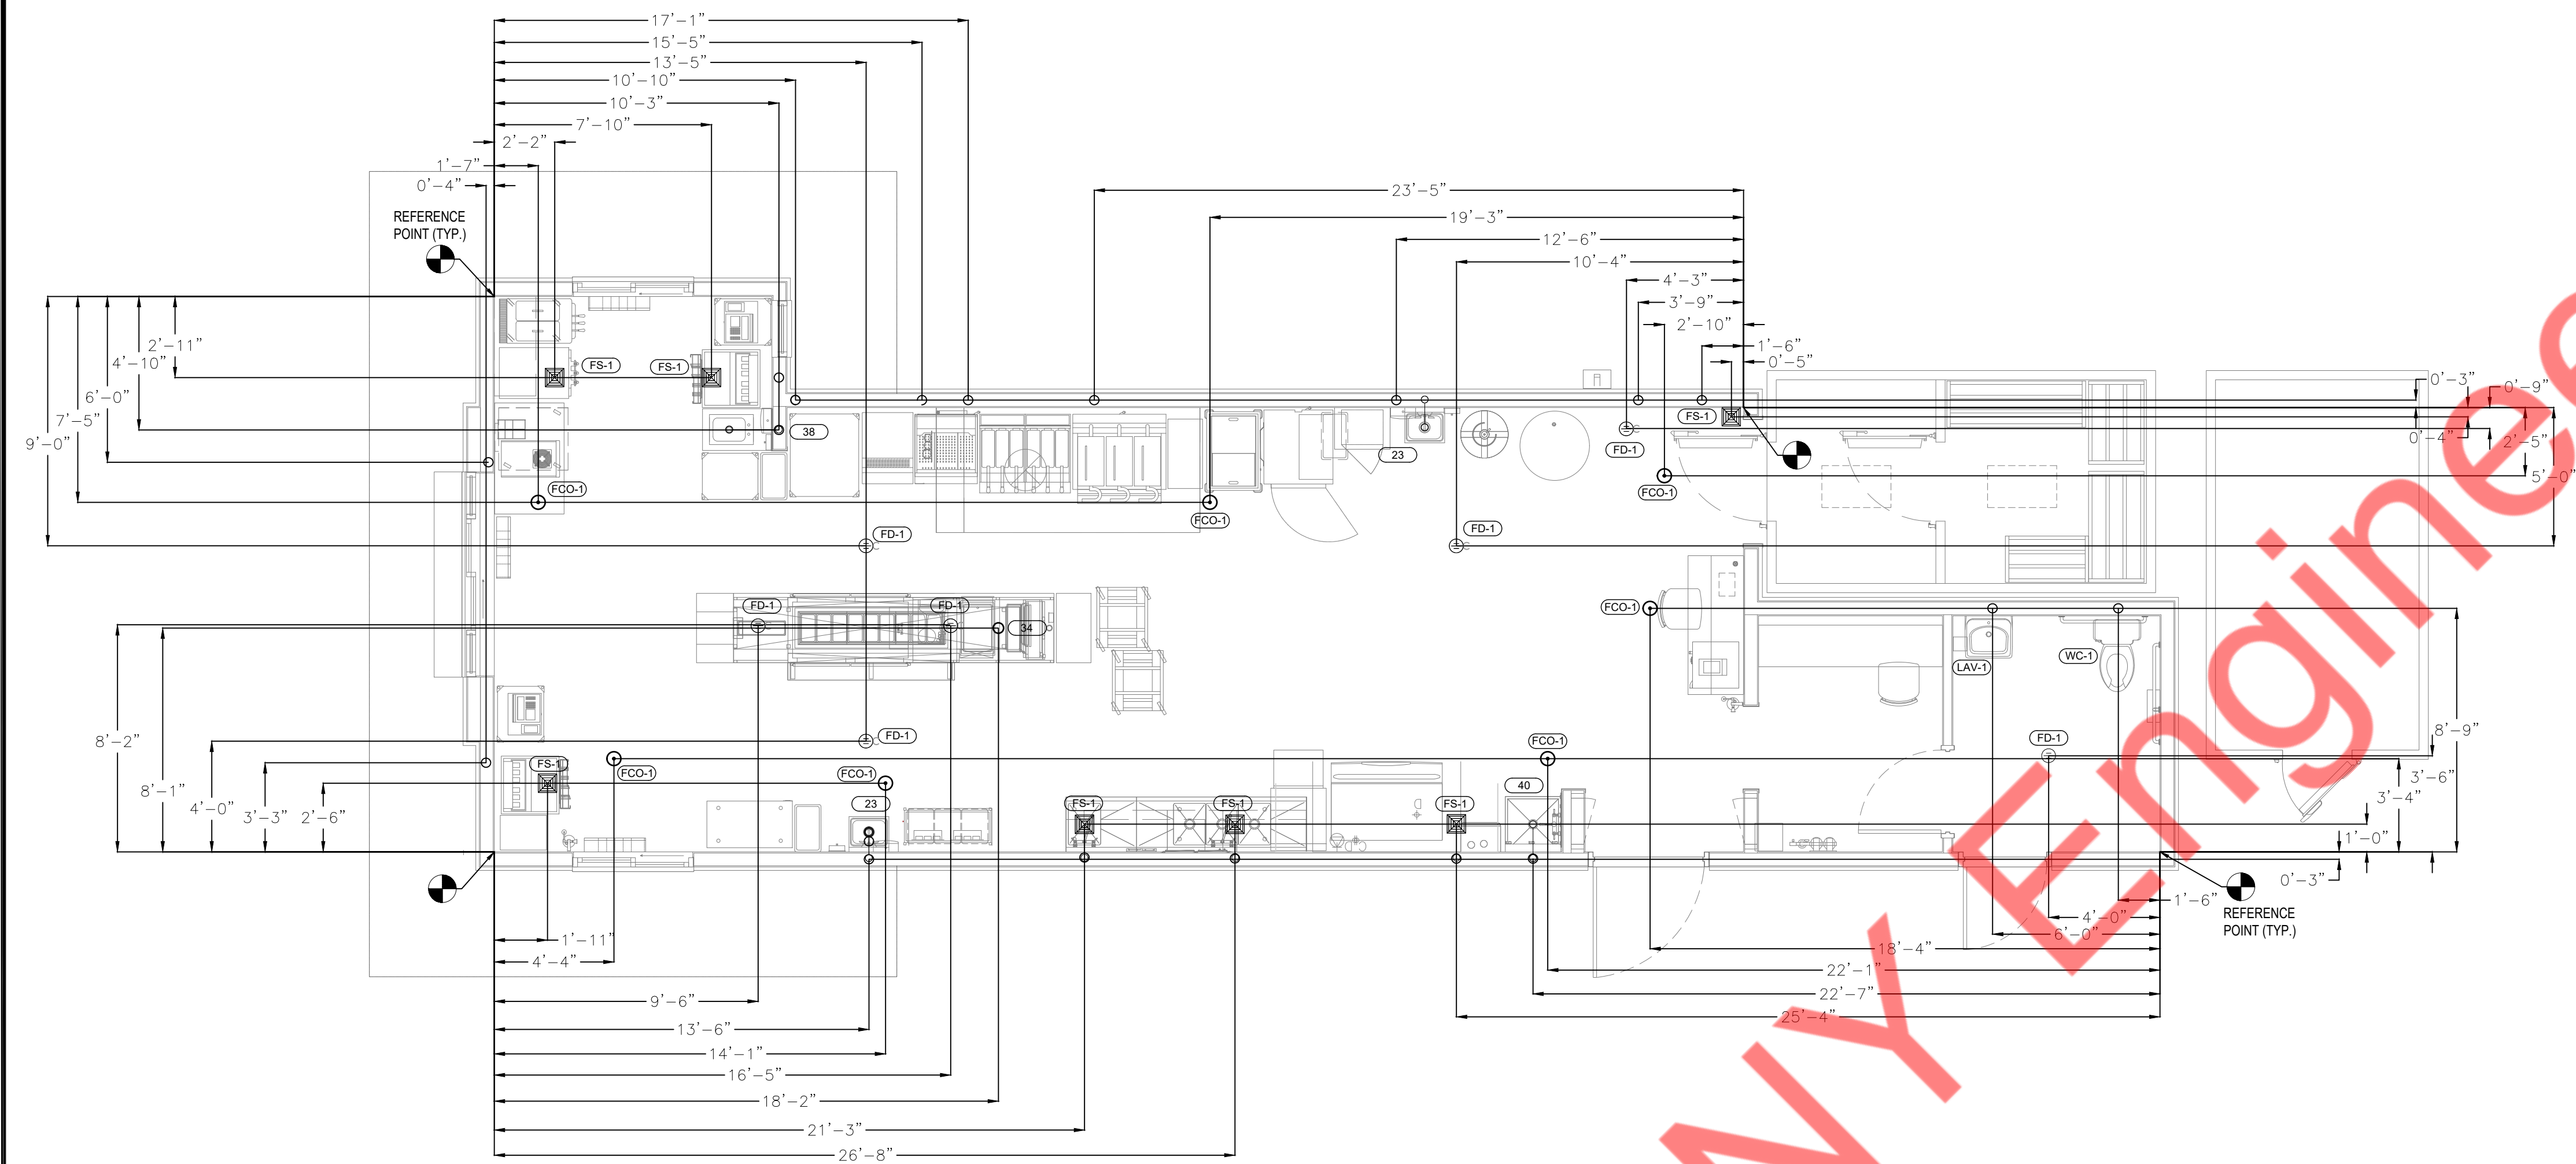 17'-1"
15'-5"
13'-5"
10'-10"
10'-3"
7'-10"
2'-2"
1'-7"
0'-4"
23'-5"
REFERENCE
POINT (TYP.)
19'-3"
12'-6"
10'-4"
4'-3"
3'-9"
2'-10"
2'-11"
1'-6"
4'-10"
FS-1
FS-1
0'-5"
6'-0"
0'-3"
0'-9"
7'-5"
FS-1
9'-0"
38
0'-4"
2'-5"
23
FD-1
5'-0"
FCO-1
FCO-1
FCO-1
FD-1
FD-1
FD-1
FD-1
FCO-1
34
LAV-1
WC-1
8'-2"
FD-1
FD-1
8'-9"
FCO-1
FS-1
FCO-1
FCO-1
3'-6"
8'-1"
40
3'-4"
4'-0"
3'-3"
2'-6"
23
FS-1
FS-1
FS-1
1'-0"
0'-3"
1'-6"
REFERENCE
POINT (TYP.)
4'-0"
1'-11"
6'-0"
18'-4"
4'-4"
22'-1"
22'-7"
9'-6"
25'-4"
13'-6"
14'-1"
16'-5"
18'-2"
21'-3"
26'-8"
NY Enginee